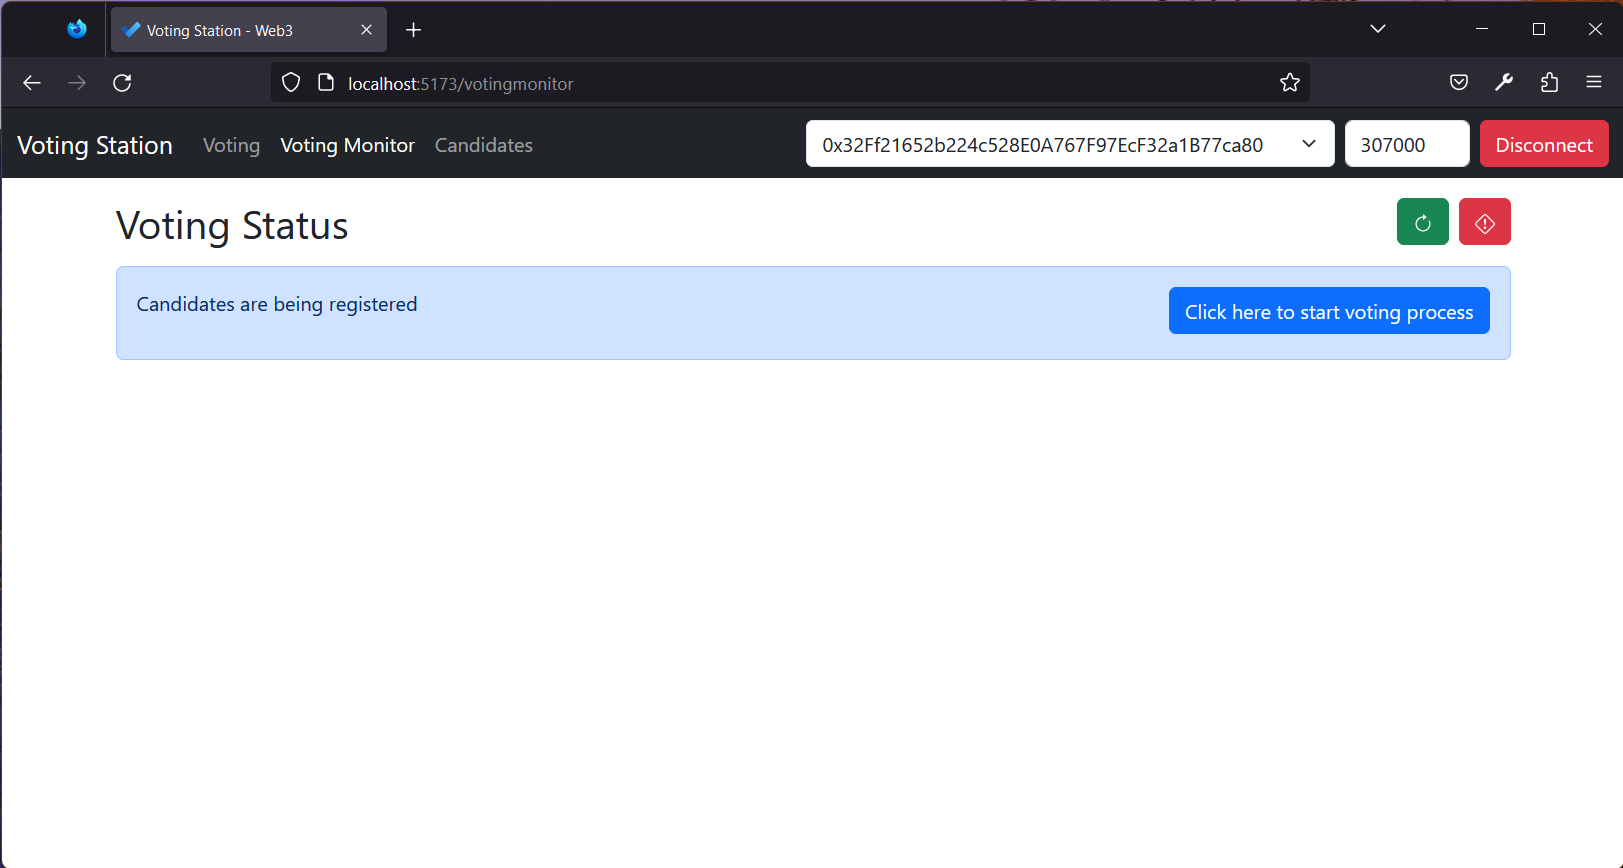 Voting Station - Web3
localhost:5173/votingmonitor
Voting Station Voting Voting Monitor Candidates 0x32Ff21652b224c528E0A767F97EcF32a1B77ca80 307000 Disconnect
Voting Status
Candidates are being registered
Click here to start voting process